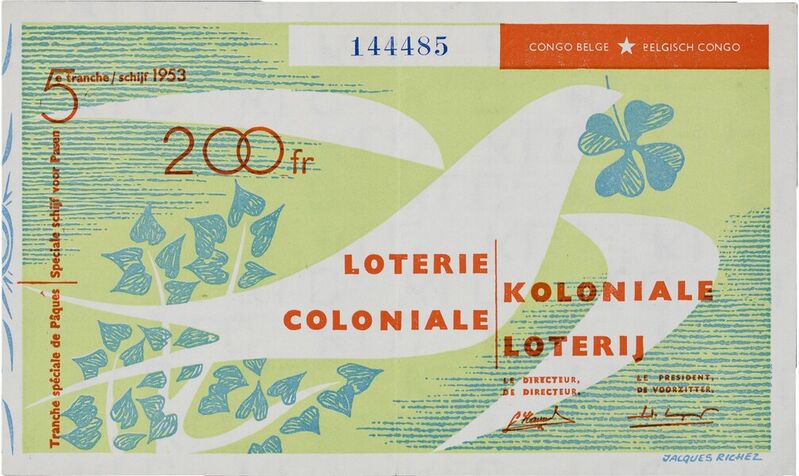 144485
CONGO BELGE ★ BELGISCH CONGO
5e Tranche / schijf 1953
200 fr
Tranche spéciale de Pâques | Speciale schijf voor Pasen
LOTERIE
COLONIALE
KOLONIALE
LOTERIJ
LE DIRECTEUR,
DE DIRECTEUR,
LE PRESIDENT,
DE VOORZITTER,
JACQUES RICHEZ